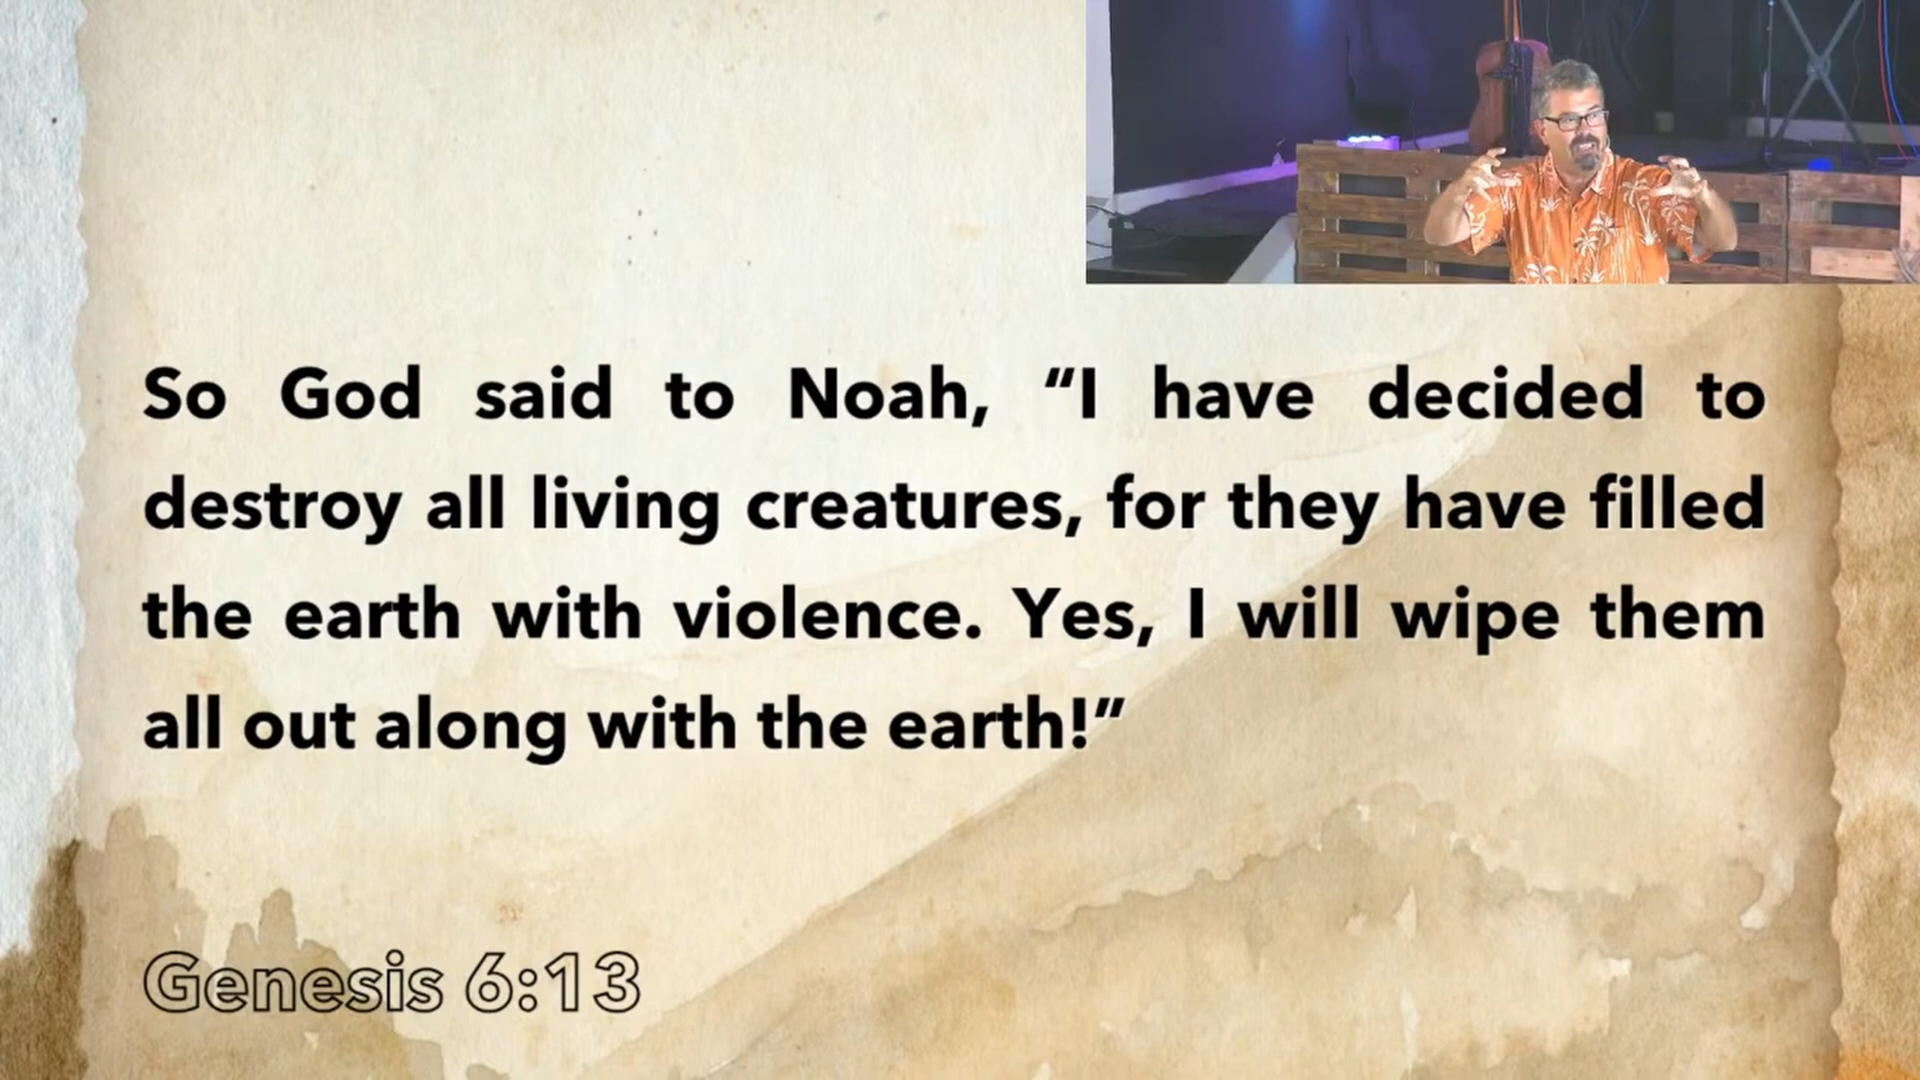 So God said to Noah, “I have decided to
destroy all living creatures, for they have filled
the earth with violence. Yes, I will wipe them
all out along with the earth!”
Genesis 6:13